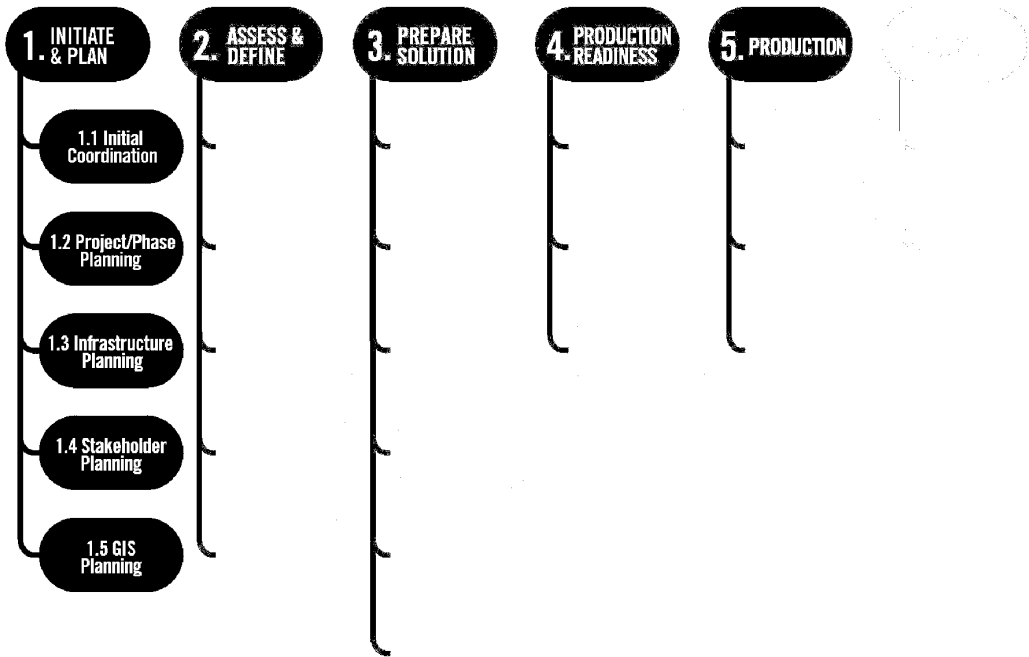 1. INITIATE
& PLAN
1.1 Initial
Coordination
1.2 Project/Phase
Planning
1.3 Infrastructure
Planning
1.4 Stakeholder
Planning
1.5 GIS
Planning
2. ASSESS &
DEFINE
3. PREPARE
SOLUTION
4. PRODUCTION
READINESS
5. PRODUCTION